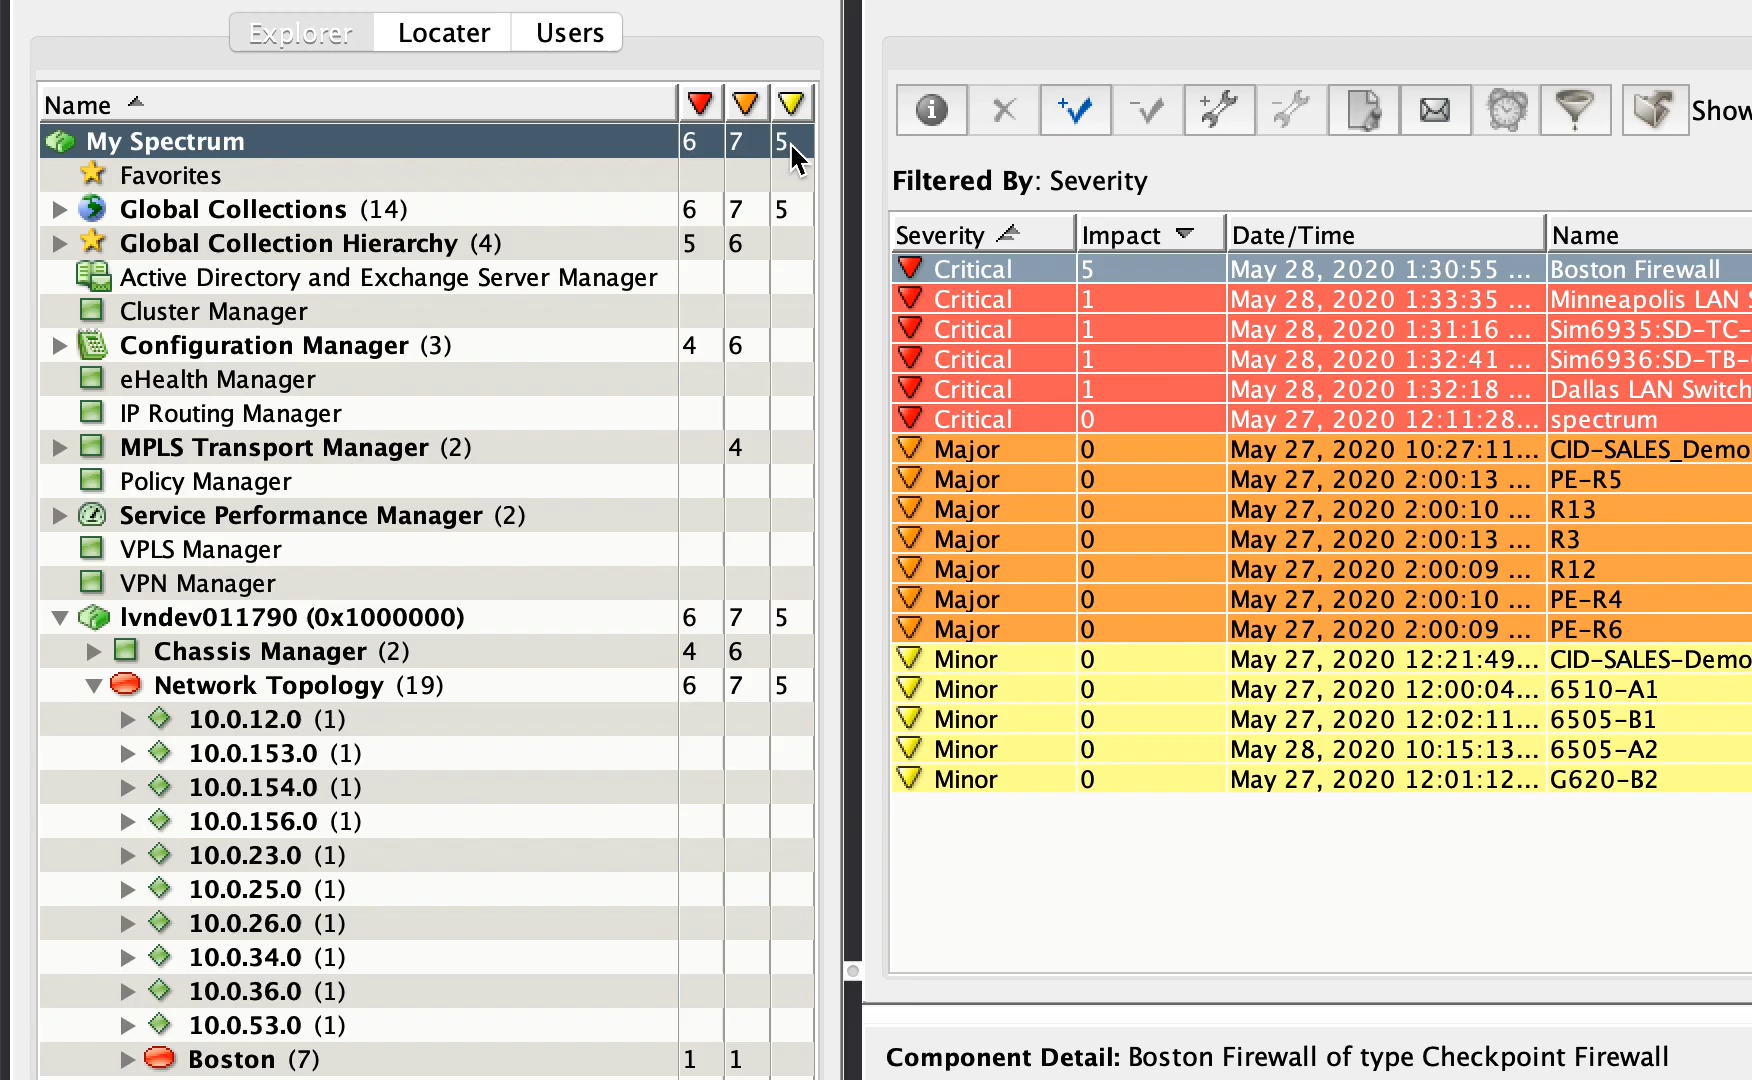 Explorer Locater Users
Name
My Spectrum 6 7 5
Favorites
Global Collections (14) 6 7 5
Global Collection Hierarchy (4) 5 6
Active Directory and Exchange Server Manager
Cluster Manager
Configuration Manager (3) 4 6
eHealth Manager
IP Routing Manager
MPLS Transport Manager (2) 4
Policy Manager
Service Performance Manager (2)
VPLS Manager
VPN Manager
lvndev011790 (0x1000000) 6 7 5
Chassis Manager (2) 4 6
Network Topology (19) 6 7 5
10.0.12.0 (1)
10.0.153.0 (1)
10.0.154.0 (1)
10.0.156.0 (1)
10.0.23.0 (1)
10.0.25.0 (1)
10.0.26.0 (1)
10.0.34.0 (1)
10.0.36.0 (1)
10.0.53.0 (1)
Boston (7) 1 1
Show
Filtered By: Severity
Severity Impact Date/Time Name
Critical 5 May 28, 2020 1:30:55 ... Boston Firewall
Critical 1 May 28, 2020 1:33:35 ... Minneapolis LAN S
Critical 1 May 28, 2020 1:31:16 ... Sim6935:SD-TC-
Critical 1 May 28, 2020 1:32:41 ... Sim6936:SD-TB-
Critical 1 May 28, 2020 1:32:18 ... Dallas LAN Switch
Critical 0 May 27, 2020 12:11:28... spectrum
Major 0 May 27, 2020 10:27:11... CID-SALES_Demo
Major 0 May 27, 2020 2:00:13 ... PE-R5
Major 0 May 27, 2020 2:00:10 ... R13
Major 0 May 27, 2020 2:00:13 ... R3
Major 0 May 27, 2020 2:00:09 ... R12
Major 0 May 27, 2020 2:00:10 ... PE-R4
Major 0 May 27, 2020 2:00:09 ... PE-R6
Minor 0 May 27, 2020 12:21:49... CID-SALES-Demo
Minor 0 May 27, 2020 12:00:04... 6510-A1
Minor 0 May 27, 2020 12:02:11... 6505-B1
Minor 0 May 28, 2020 10:15:13... 6505-A2
Minor 0 May 27, 2020 12:01:12... G620-B2
Component Detail: Boston Firewall of type Checkpoint Firewall